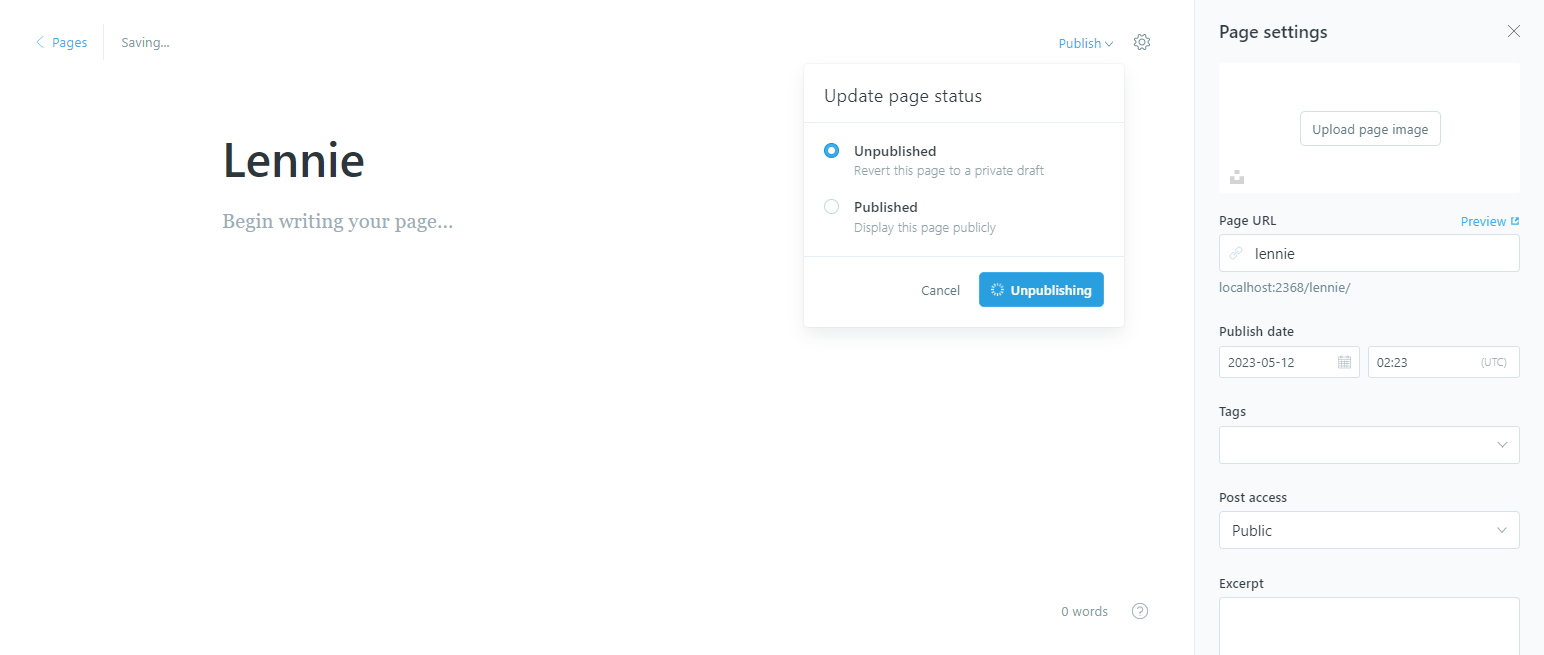 Pages
Saving...
Publish
Update page status
Unpublished
Revert this page to a private draft
Published
Display this page publicly
Cancel
Unpublishing
Lennie
Begin writing your page...
0 words
?
Page settings
Upload page image
Page URL
Preview
lennie
localhost:2368/lennie/
Publish date
2023-05-12
02:23
(UTC)
Tags
Post access
Public
Excerpt